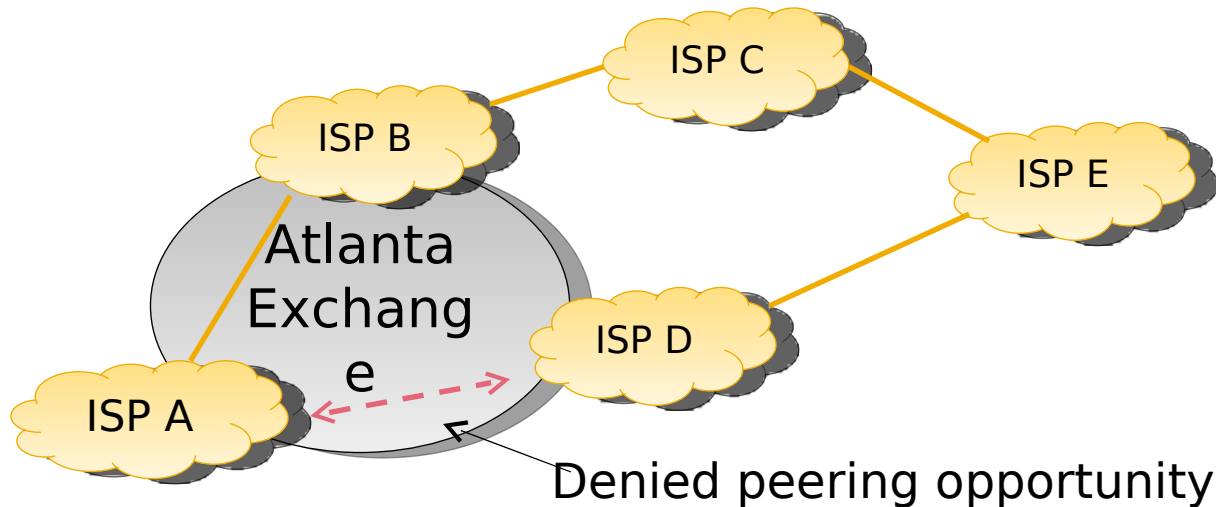 ISP C
ISP B
ISP E
Atlanta
Exchang
e
ISP D
ISP A
Denied peering opportunity